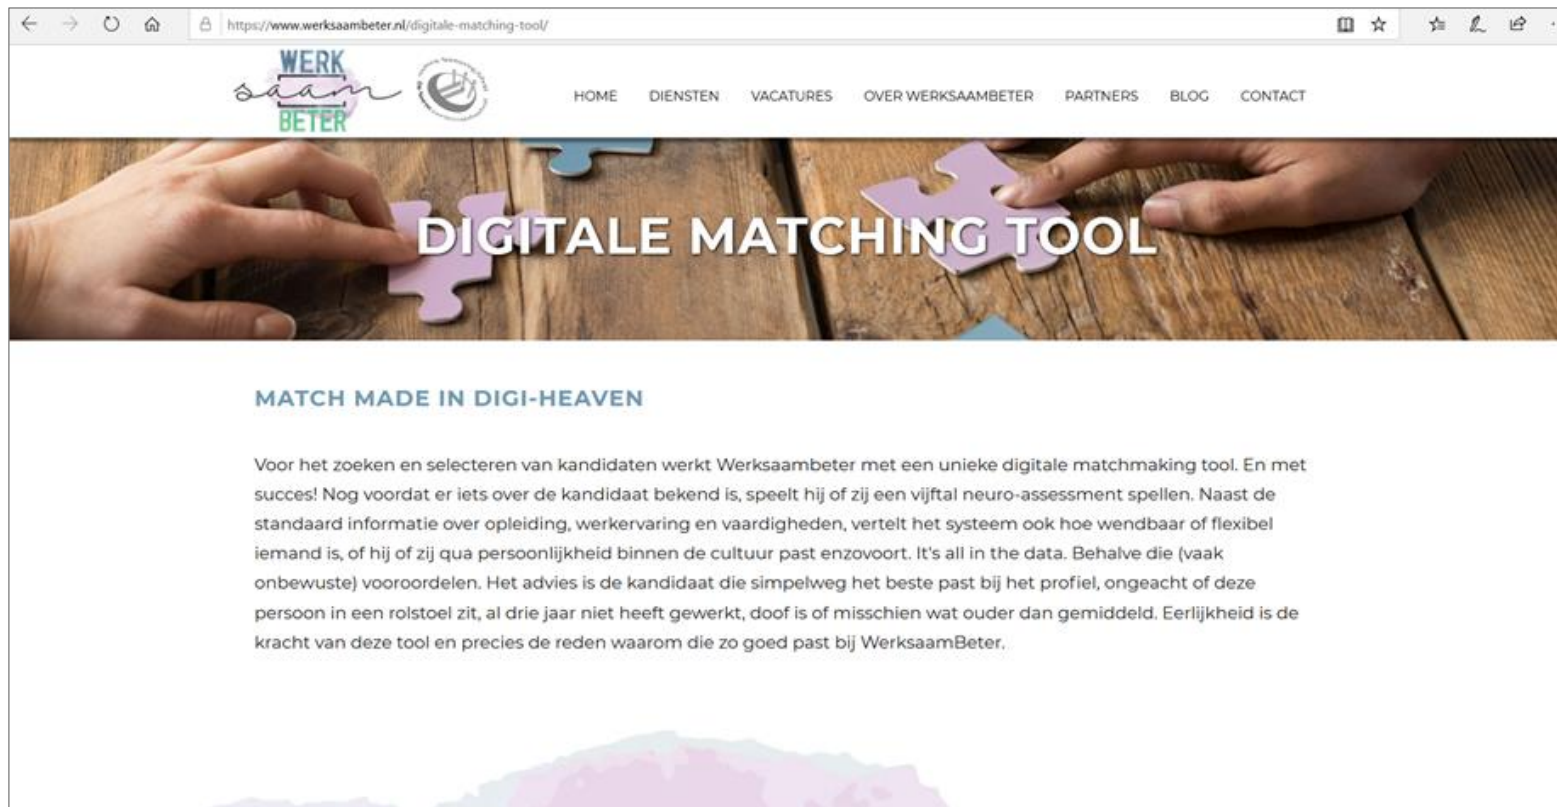 https://www.werksaambeter.nl/digitale-matching-tool/
WERK
saam
BETER
HOME DIENSTEN VACATURES OVER WERKSAAMBETER PARTNERS BLOG CONTACT
DIGITALE MATCHING TOOL
MATCH MADE IN DIGI-HEAVEN
Voor het zoeken en selecteren van kandidaten werkt Werksaambeter met een unieke digitale matchmaking tool. En met
succes! Nog voordat er iets over de kandidaat bekend is, speelt hij of zij een vijftal neuro-assessment spellen. Naast de
standaard informatie over opleiding, werkervaring en vaardigheden, vertelt het systeem ook hoe wendbaar of flexibel
iemand is, of hij of zij qua persoonlijkheid binnen de cultuur past enzovoort. It's all in the data. Behalve die (vaak
onbewuste) vooroordelen. Het advies is de kandidaat die simpelweg het beste past bij het profiel, ongeacht of deze
persoon in een rolstoel zit, al drie jaar niet heeft gewerkt, doof is of misschien wat ouder dan gemiddeld. Eerlijkheid is de
kracht van deze tool en precies de reden waarom die zo goed past bij WerksaamBeter.